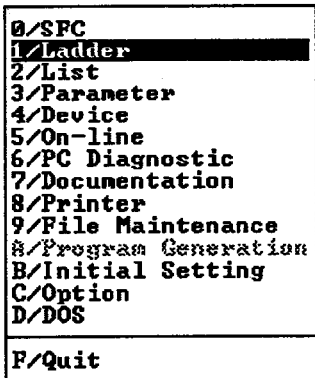 0/SFC
1/Ladder
2/List
3/Parameter
4/Device
5/On-line
6/PC Diagnostic
7/Documentation
8/Printer
9/File Maintenance
A/Program Generation
B/Initial Setting
C/Option
D/DOS
F/Quit